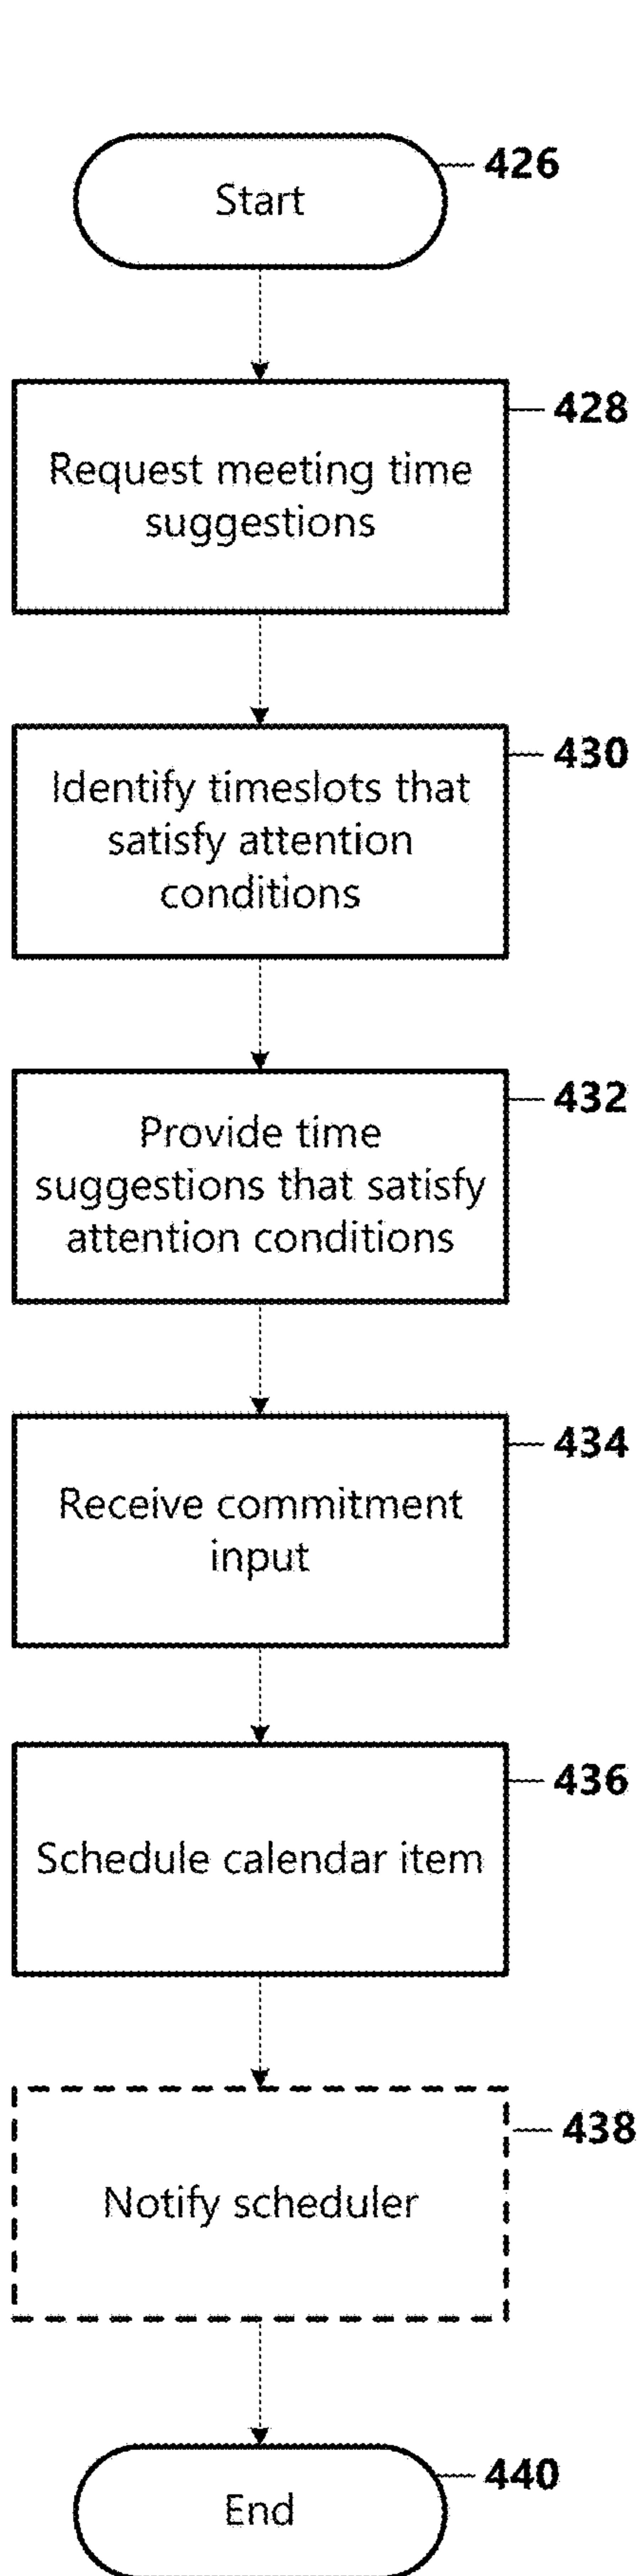 Start
426
428
Request meeting time
suggestions
430
Identify timeslots that
satisfy attention
conditions
432
Provide time
suggestions that satisfy
attention conditions
434
Receive commitment
input
436
Schedule calendar item
438
Notify scheduler
440
End